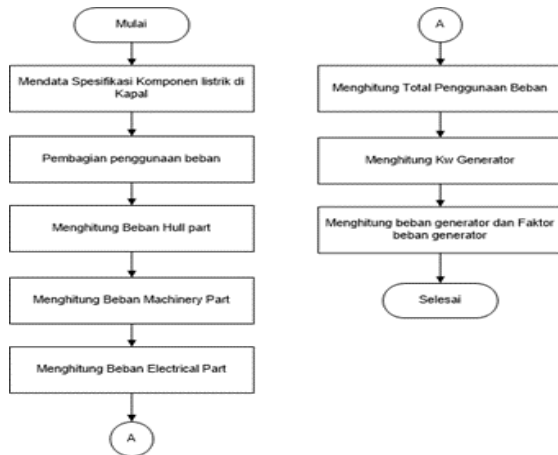 Mulai
Mendata Spesifikasi Komponen listrik di
Kapal
Pembagian penggunaan beban
Menghitung Beban Hull part
Menghitung Beban Machinery Part
Menghitung Beban Electrical Part
A
A
Menghitung Total Penggunaan Beban
Menghitung Kw Generator
Menghitung beban generator dan Faktor
beban generator
Selesai